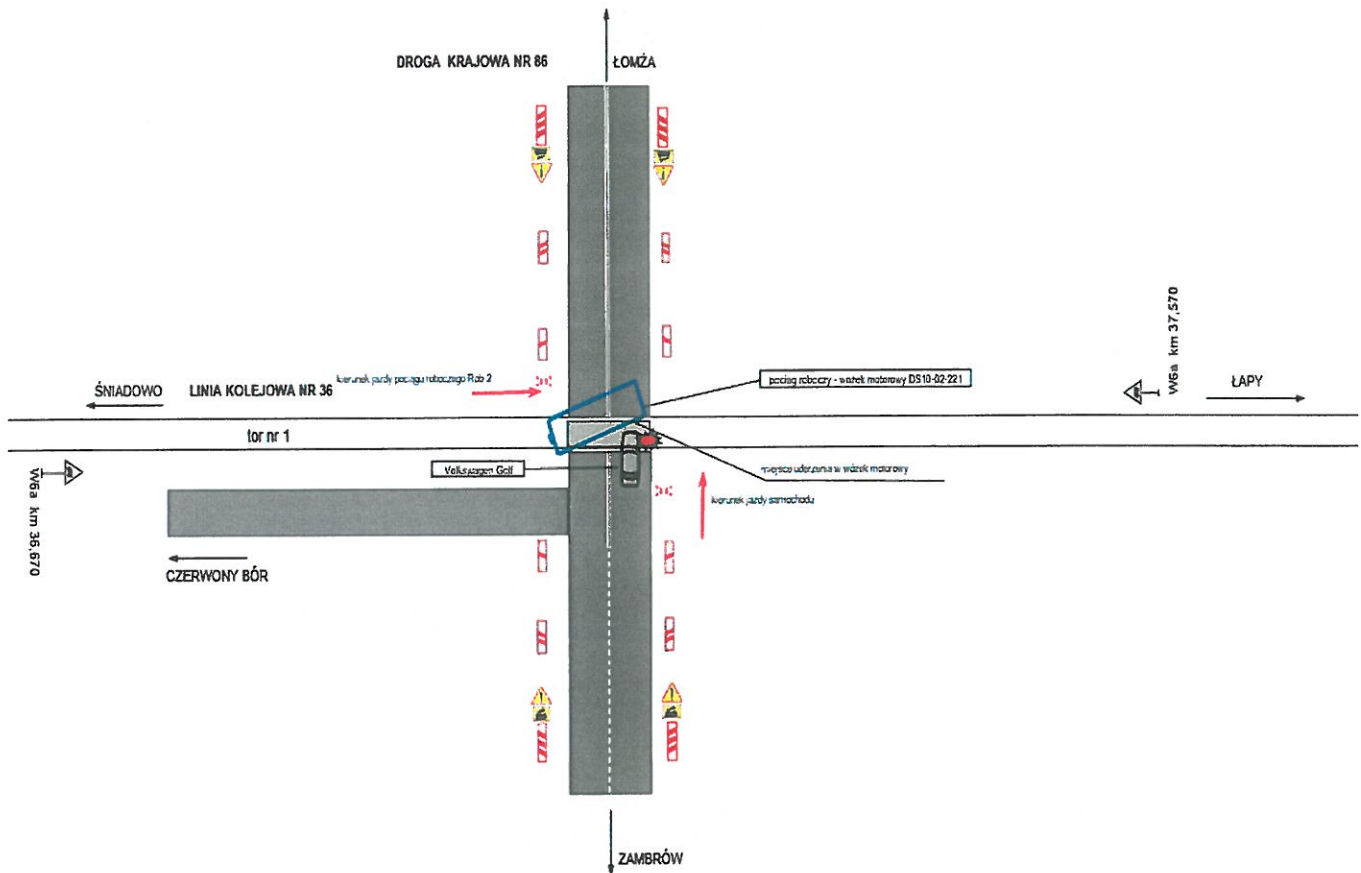 DROGA KRAJOWA NR 86
ŁOMŻA
W6a km 37,570
kierunek jazdy pociągu roboczego Rob 2
pociąg roboczy - wózek motorowy DS10-02-221
ŚNIADOWO
LINIA KOLEJOWA NR 36
ŁAPY
tor nr 1
Volkswagen Golf
miejsce uderzenia w wózek motorowy
W6a km 36,670
kierunek jazdy samochodu
CZERWONY BÓR
ZAMBRÓW